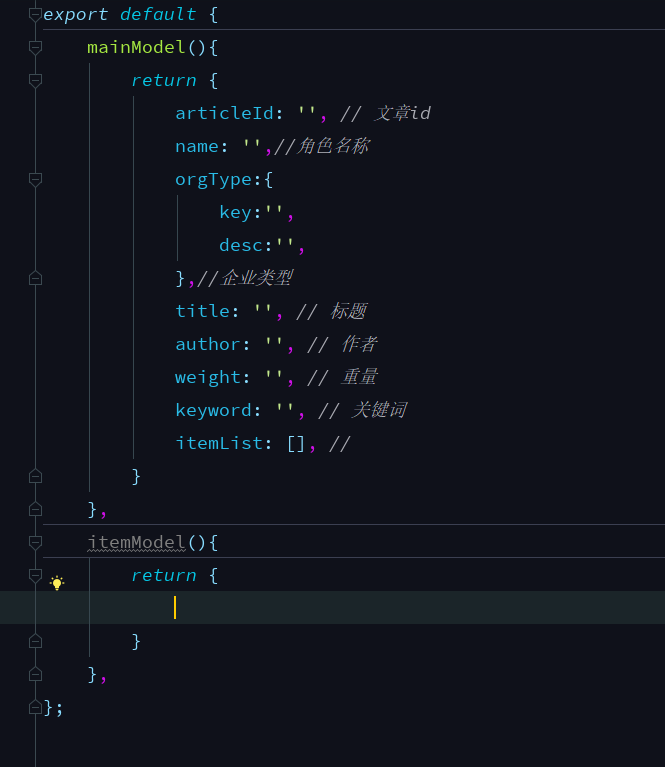 export default {
    mainModel(){
        return {
            articleId: '', // 文章id
            name: '',//角色名称
            orgType:{
                key:'',
                desc:'',
            },//企业类型
            title: '', // 标题
            author: '', // 作者
            weight: '', // 重量
            keyword: '', // 关键词
            itemList: [], //
        }
    },
    itemModel(){
        return {

        }
    },
};